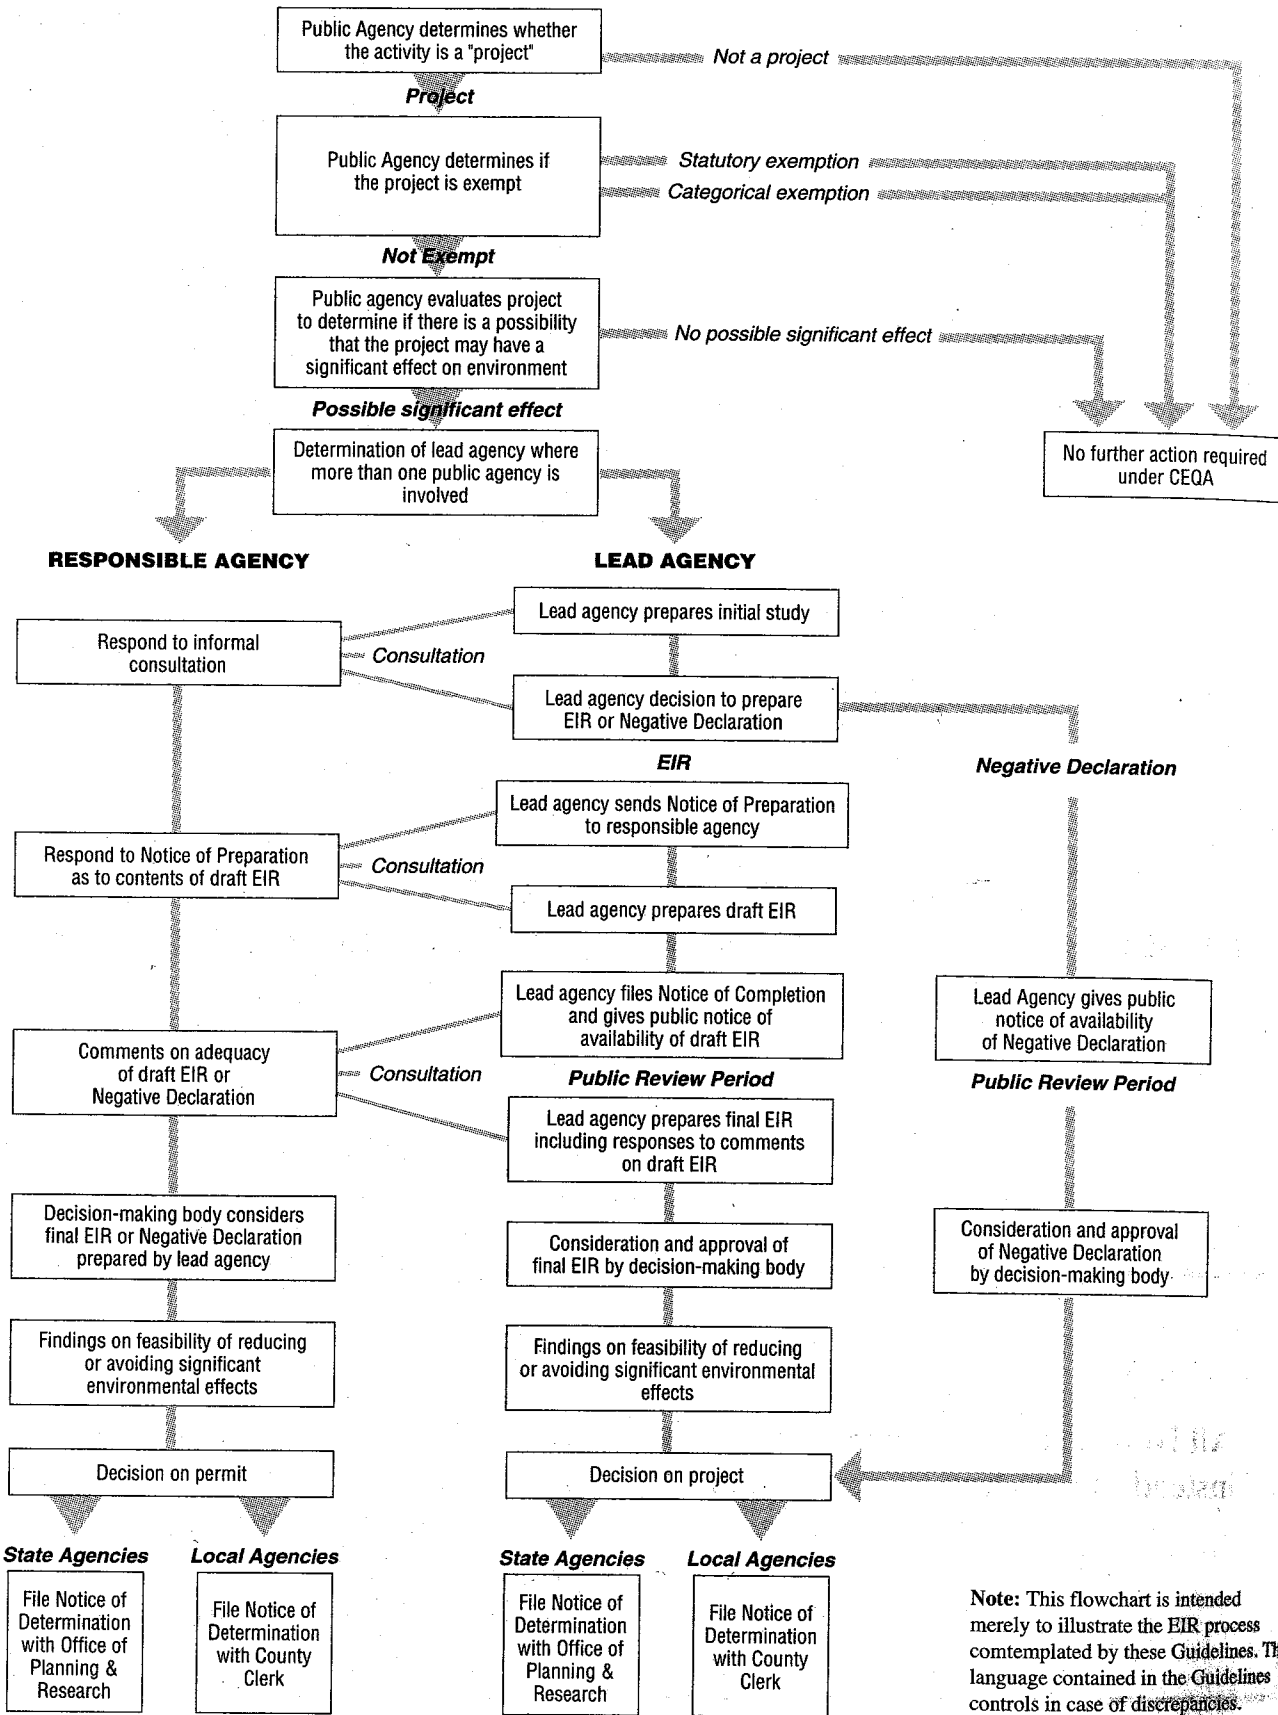 Public Agency determines whether
the activity is a "project"
Not a project
Project
Public Agency determines if
the project is exempt
Statutory exemption
Categorical exemption
Not Exempt
Public agency evaluates project
to determine if there is a possibility
that the project may have a
significant effect on environment
No possible significant effect
Possible significant effect
Determination of lead agency where
more than one public agency is
involved
No further action required
under CEQA
RESPONSIBLE AGENCY
LEAD AGENCY
Respond to informal
consultation
Consultation
Lead agency prepares initial study
Lead agency decision to prepare
EIR or Negative Declaration
EIR
Negative Declaration
Lead agency sends Notice of Preparation
to responsible agency
Respond to Notice of Preparation
as to contents of draft EIR
Consultation
Lead agency prepares draft EIR
Lead agency files Notice of Completion
and gives public notice of
availability of draft EIR
Lead Agency gives public
notice of availability
of Negative Declaration
Comments on adequacy
of draft EIR or
Negative Declaration
Consultation
Public Review Period
Public Review Period
Lead agency prepares final EIR
including responses to comments
on draft EIR
Decision-making body considers
final EIR or Negative Declaration
prepared by lead agency
Consideration and approval of
final EIR by decision-making body
Consideration and approval
of Negative Declaration
by decision-making body
Findings on feasibility of reducing
or avoiding significant
environmental effects
Findings on feasibility of reducing
or avoiding significant environmental
effects
Decision on permit
Decision on project
State Agencies
Local Agencies
State Agencies
Local Agencies
File Notice of
Determination
with Office of
Planning &
Research
File Notice of
Determination
with County
Clerk
File Notice of
Determination
with Office of
Planning &
Research
File Notice of
Determination
with County
Clerk
Note: This flowchart is intended
merely to illustrate the EIR process
comtemplated by these Guidelines. Th
language contained in the Guidelines
controls in case of discrepancies.